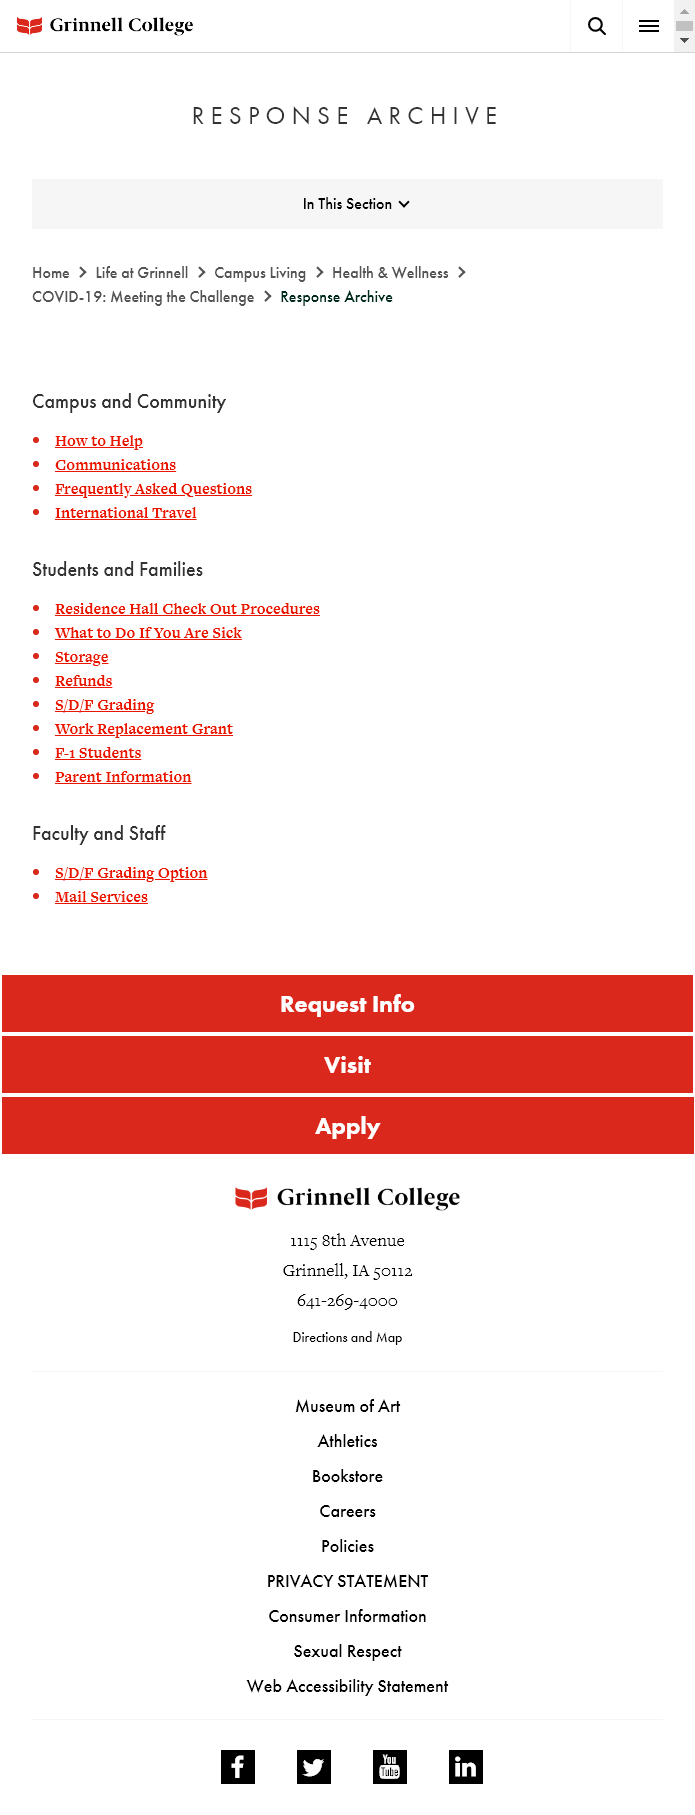 Grinnell College
RESPONSE ARCHIVE
In This Section
Home Life at Grinnell Campus Living Health & Wellness
COVID-19: Meeting the Challenge Response Archive
Campus and Community
How to Help
Communications
Frequently Asked Questions
International Travel
Students and Families
Residence Hall Check Out Procedures
What to Do If You Are Sick
Storage
Refunds
S/D/F Grading
Work Replacement Grant
F-1 Students
Parent Information
Faculty and Staff
S/D/F Grading Option
Mail Services
Request Info
Visit
Apply
Grinnell College
1115 8th Avenue
Grinnell, IA 50112
641-269-4000
Directions and Map
Museum of Art
Athletics
Bookstore
Careers
Policies
PRIVACY STATEMENT
Consumer Information
Sexual Respect
Web Accessibility Statement
f You Tube in